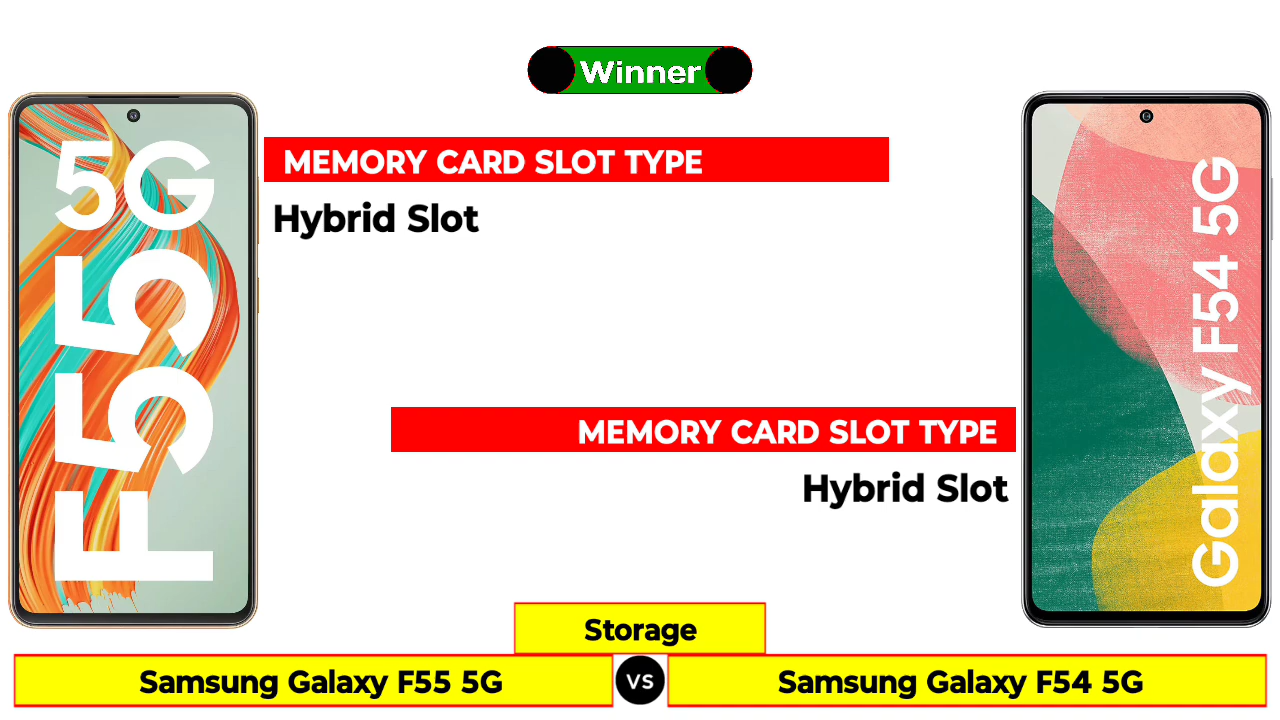 Winner
MEMORY CARD SLOT TYPE
Hybrid Slot
5G
F55
Galaxy F54 5G
MEMORY CARD SLOT TYPE
Hybrid Slot
Storage
Samsung Galaxy F55 5G
VS
Samsung Galaxy F54 5G